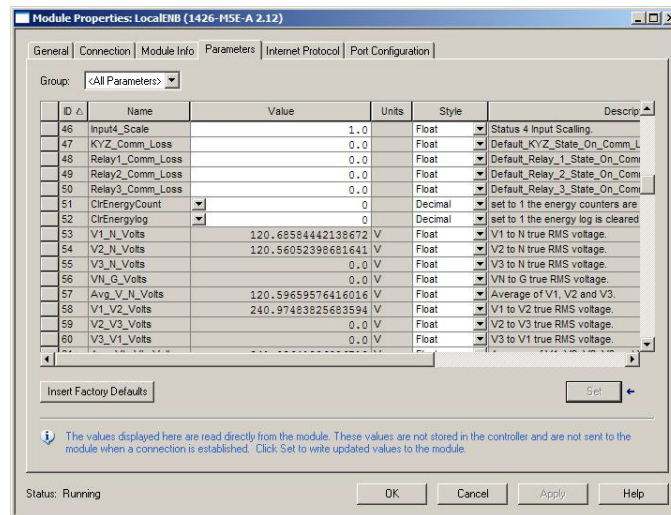 Module Properties: LocalENB (1426-M5E-A 2.12)
General Connection Module Info Parameters Internet Protocol Port Configuration
Group: <All Parameters>
ID Name Value Units Style Descrip
46 Input4_Scale 1.0 Float Status 4 Input Scalling.
47 KYZ_Comm_Loss 0.0 Float Default_KYZ_State_On_Comm_L
48 Relay1_Comm_Loss 0.0 Float Default_Relay_1_State_On_Com
49 Relay2_Comm_Loss 0.0 Float Default_Relay_2_State_On_Com
50 Relay3_Comm_Loss 0.0 Float Default_Relay_3_State_On_Com
51 ClrEnergyCount 0 Decimal set to 1 the energy counters are
52 ClrEnergylog 0 Decimal set to 1 the energy log is cleared
53 V1_N_Volts 120.68584442138672 V Float V1 to N true RMS voltage.
54 V2_N_Volts 120.56052398681641 V Float V2 to N true RMS voltage.
55 V3_N_Volts 0.0 V Float V3 to N true RMS voltage.
56 VN_G_Volts 0.0 V Float VN to G true RMS voltage.
57 Avg_V_N_Volts 120.59659576416016 V Float Average of V1, V2 and V3.
58 V1_V2_Volts 240.97483825683594 V Float V1 to V2 true RMS voltage.
59 V2_V3_Volts 0.0 V Float V2 to V3 true RMS voltage.
60 V3_V1_Volts 0.0 V Float V3 to V1 true RMS voltage.
Insert Factory Defaults Set
The values displayed here are read directly from the module. These values are not stored in the controller and are not sent to the
module when a connection is established. Click Set to write updated values to the module.
Status: Running OK Cancel Apply Help